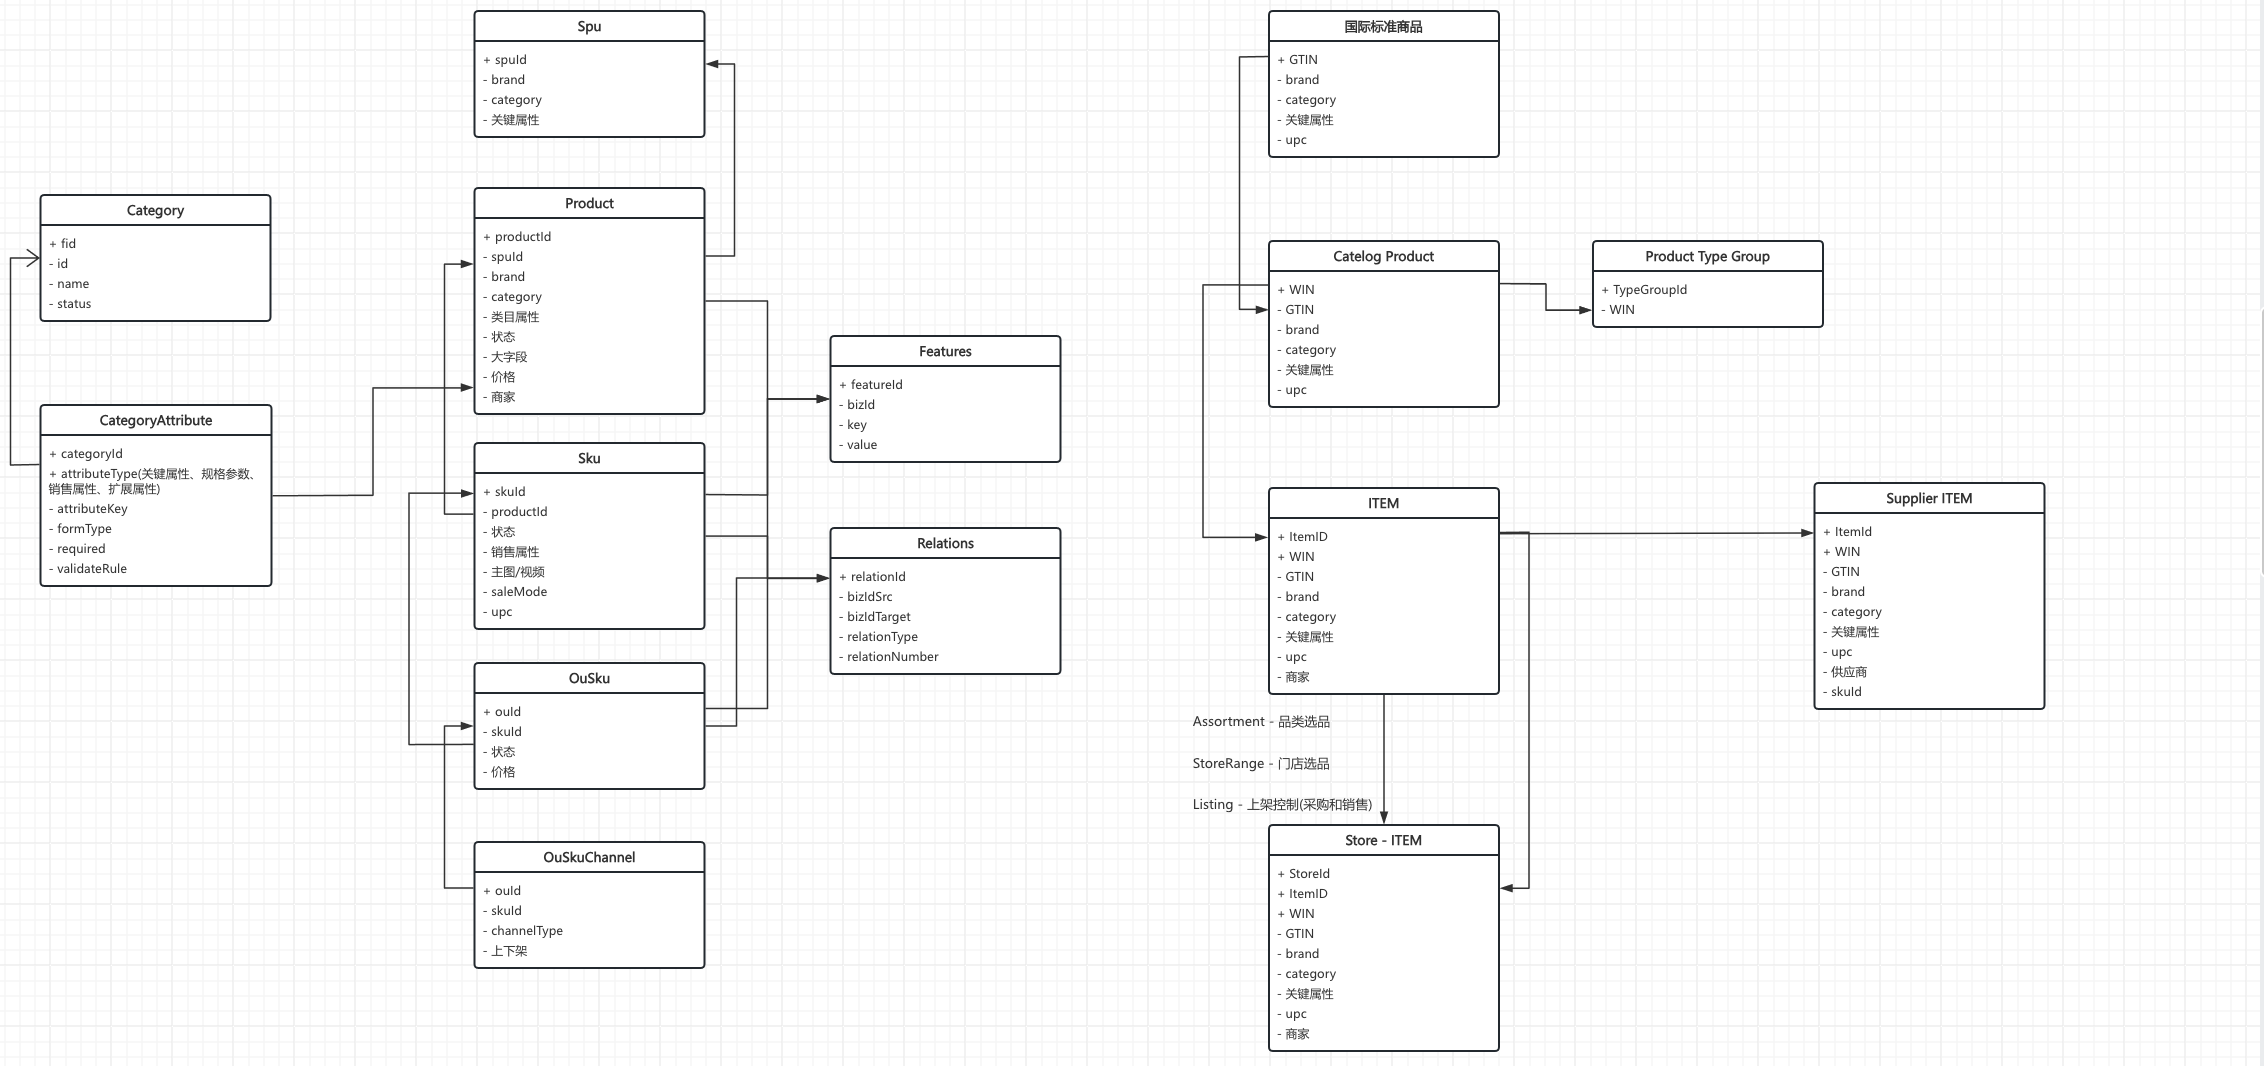 Spu
+ spuId
- brand
- category
- 关键属性
Category
+ fid
- id
- name
- status
CategoryAttribute
+ categoryId
+ attributeType(关键属性、规格参数、
销售属性、扩展属性)
- attributeKey
- formType
- required
- validateRule
Product
+ productId
- spuId
- brand
- category
- 类目属性
- 状态
- 大字段
- 价格
- 商家
Sku
+ skuId
- productId
- 状态
- 销售属性
- 主图/视频
- saleMode
- upc
OuSku
+ ouId
- skuId
- 状态
- 价格
OuSkuChannel
+ ouId
- skuId
- channelType
- 上下架
Features
+ featureId
- bizId
- key
- value
Relations
+ relationId
- bizIdSrc
- bizIdTarget
- relationType
- relationNumber
国际标准商品
+ GTIN
- brand
- category
- 关键属性
- upc
Catelog Product
+ WIN
- GTIN
- brand
- category
- 关键属性
- upc
Product Type Group
+ TypeGroupId
- WIN
ITEM
+ ItemID
+ WIN
- GTIN
- brand
- category
- 关键属性
- upc
- 商家
Supplier ITEM
+ ItemId
+ WIN
- GTIN
- brand
- category
- 关键属性
- upc
- 供应商
- skuId
Assortment - 品类选品
StoreRange - 门店选品
Listing - 上架控制(采购和销售)
Store - ITEM
+ StoreId
+ ItemID
+ WIN
- GTIN
- brand
- category
- 关键属性
- upc
- 商家